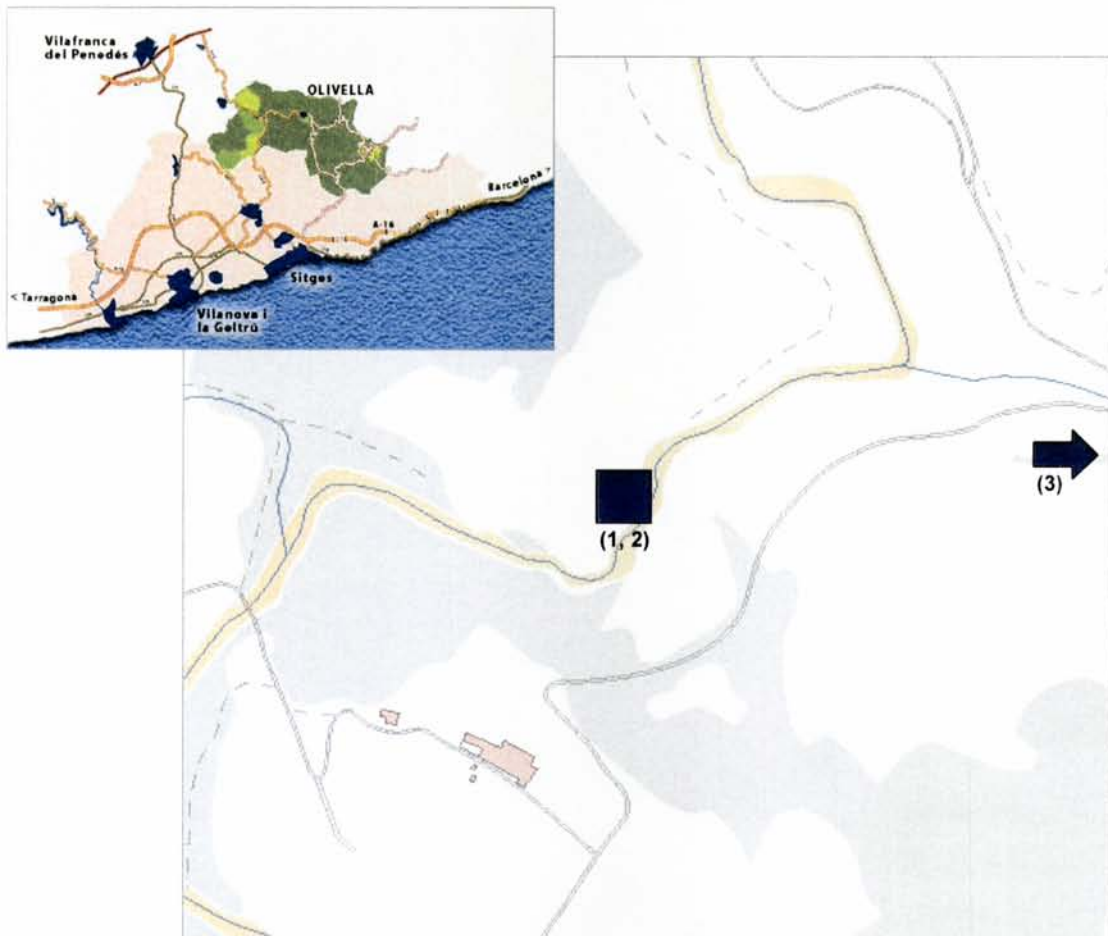 Vilafranca
del Penedès
OLIVELLA
Barcelona >
A-16
Sitges
< Tarragona
Vilanova i
la Geltrú
(3)
(1, 2)